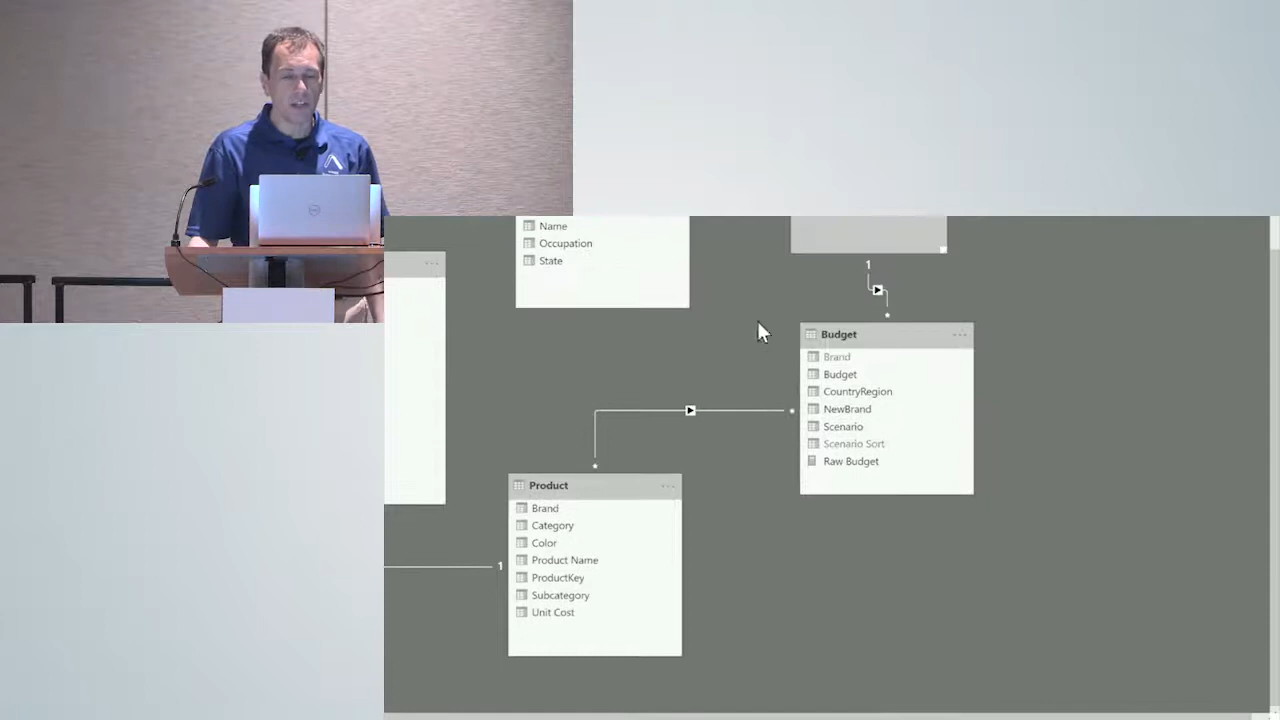 Name
Occupation
State
1
Budget
Brand
Budget
CountryRegion
NewBrand
Scenario
Scenario Sort
Raw Budget
*
*
Product
Brand
Category
Color
Product Name
ProductKey
Subcategory
Unit Cost
1
*